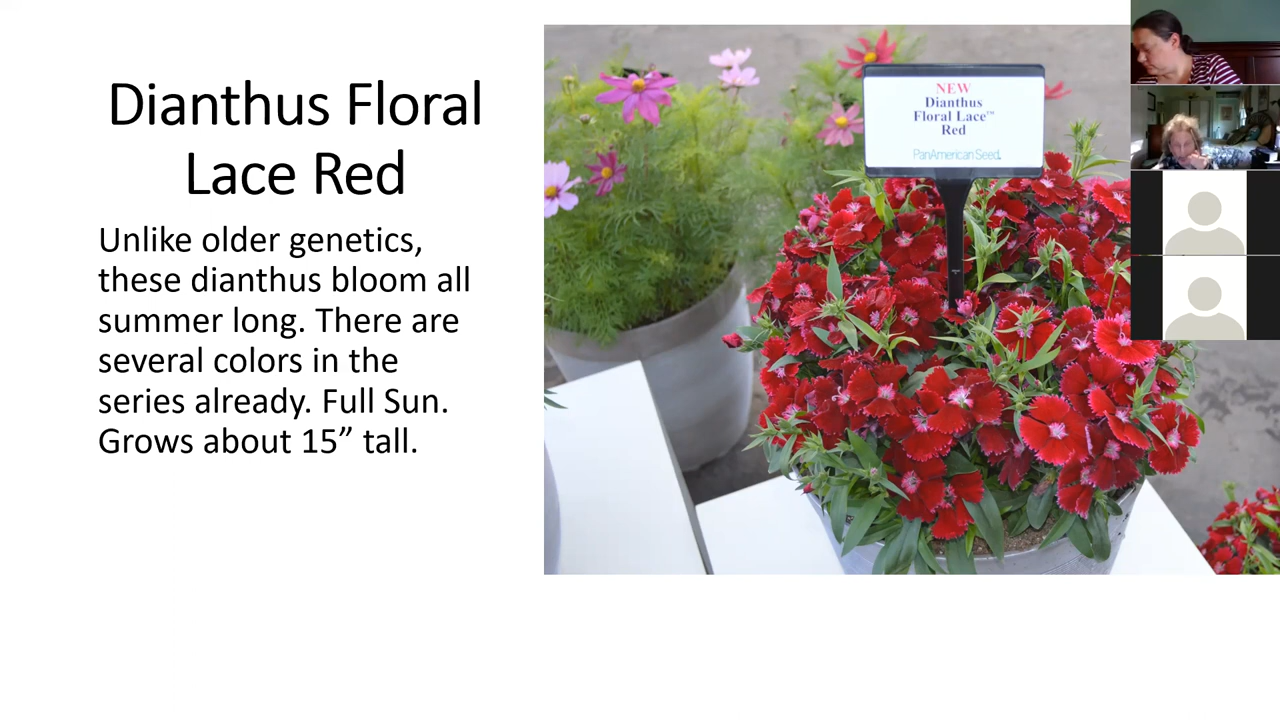 Dianthus Floral
Lace Red
Unlike older genetics,
these dianthus bloom all
summer long. There are
several colors in the
series already. Full Sun.
Grows about 15” tall.
NEW
Dianthus
Floral Lace™
Red
PanAmerican Seed.